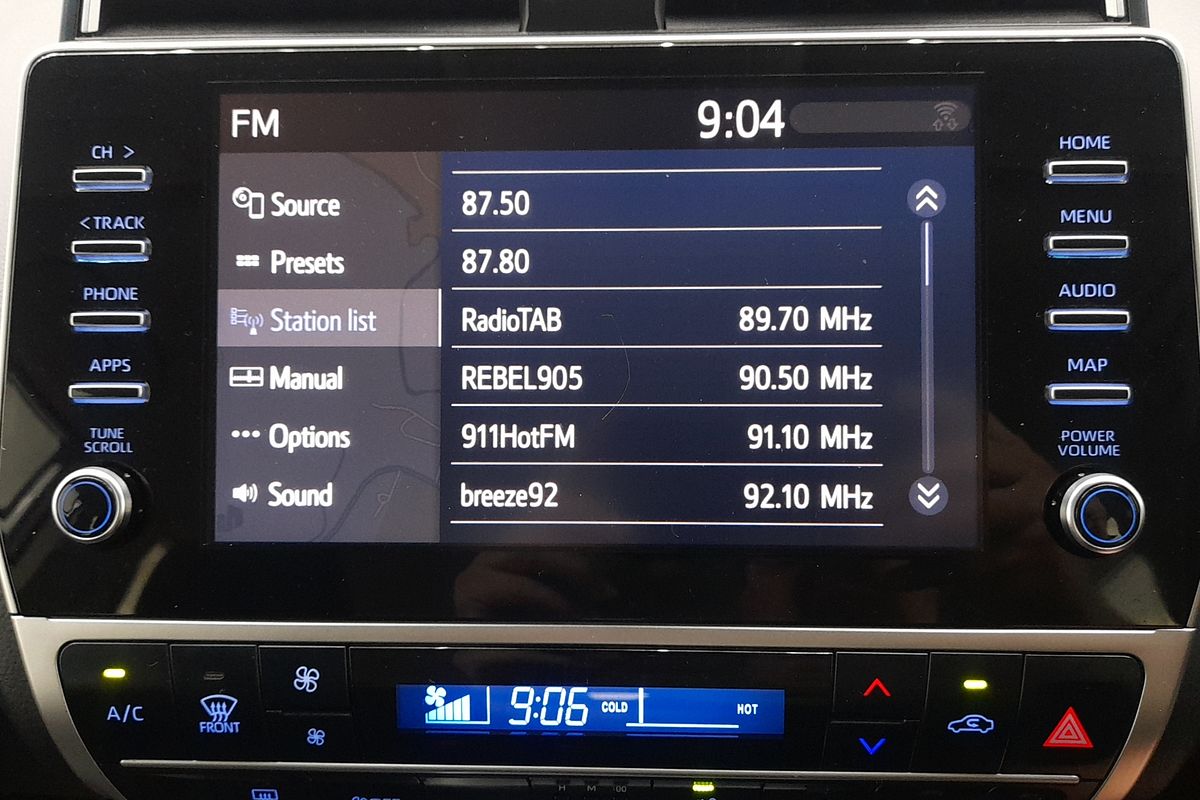 FM
9:04
Source
Presets
Station list
Manual
Options
Sound
87.50
87.80
RadioTAB 89.70 MHz
REBEL905 90.50 MHz
911HotFM 91.10 MHz
breeze92 92.10 MHz
CH >
< TRACK
PHONE
APPS
TUNE
SCROLL
HOME
MENU
AUDIO
MAP
POWER
VOLUME
A/C
FRONT
9:06 COLD HOT